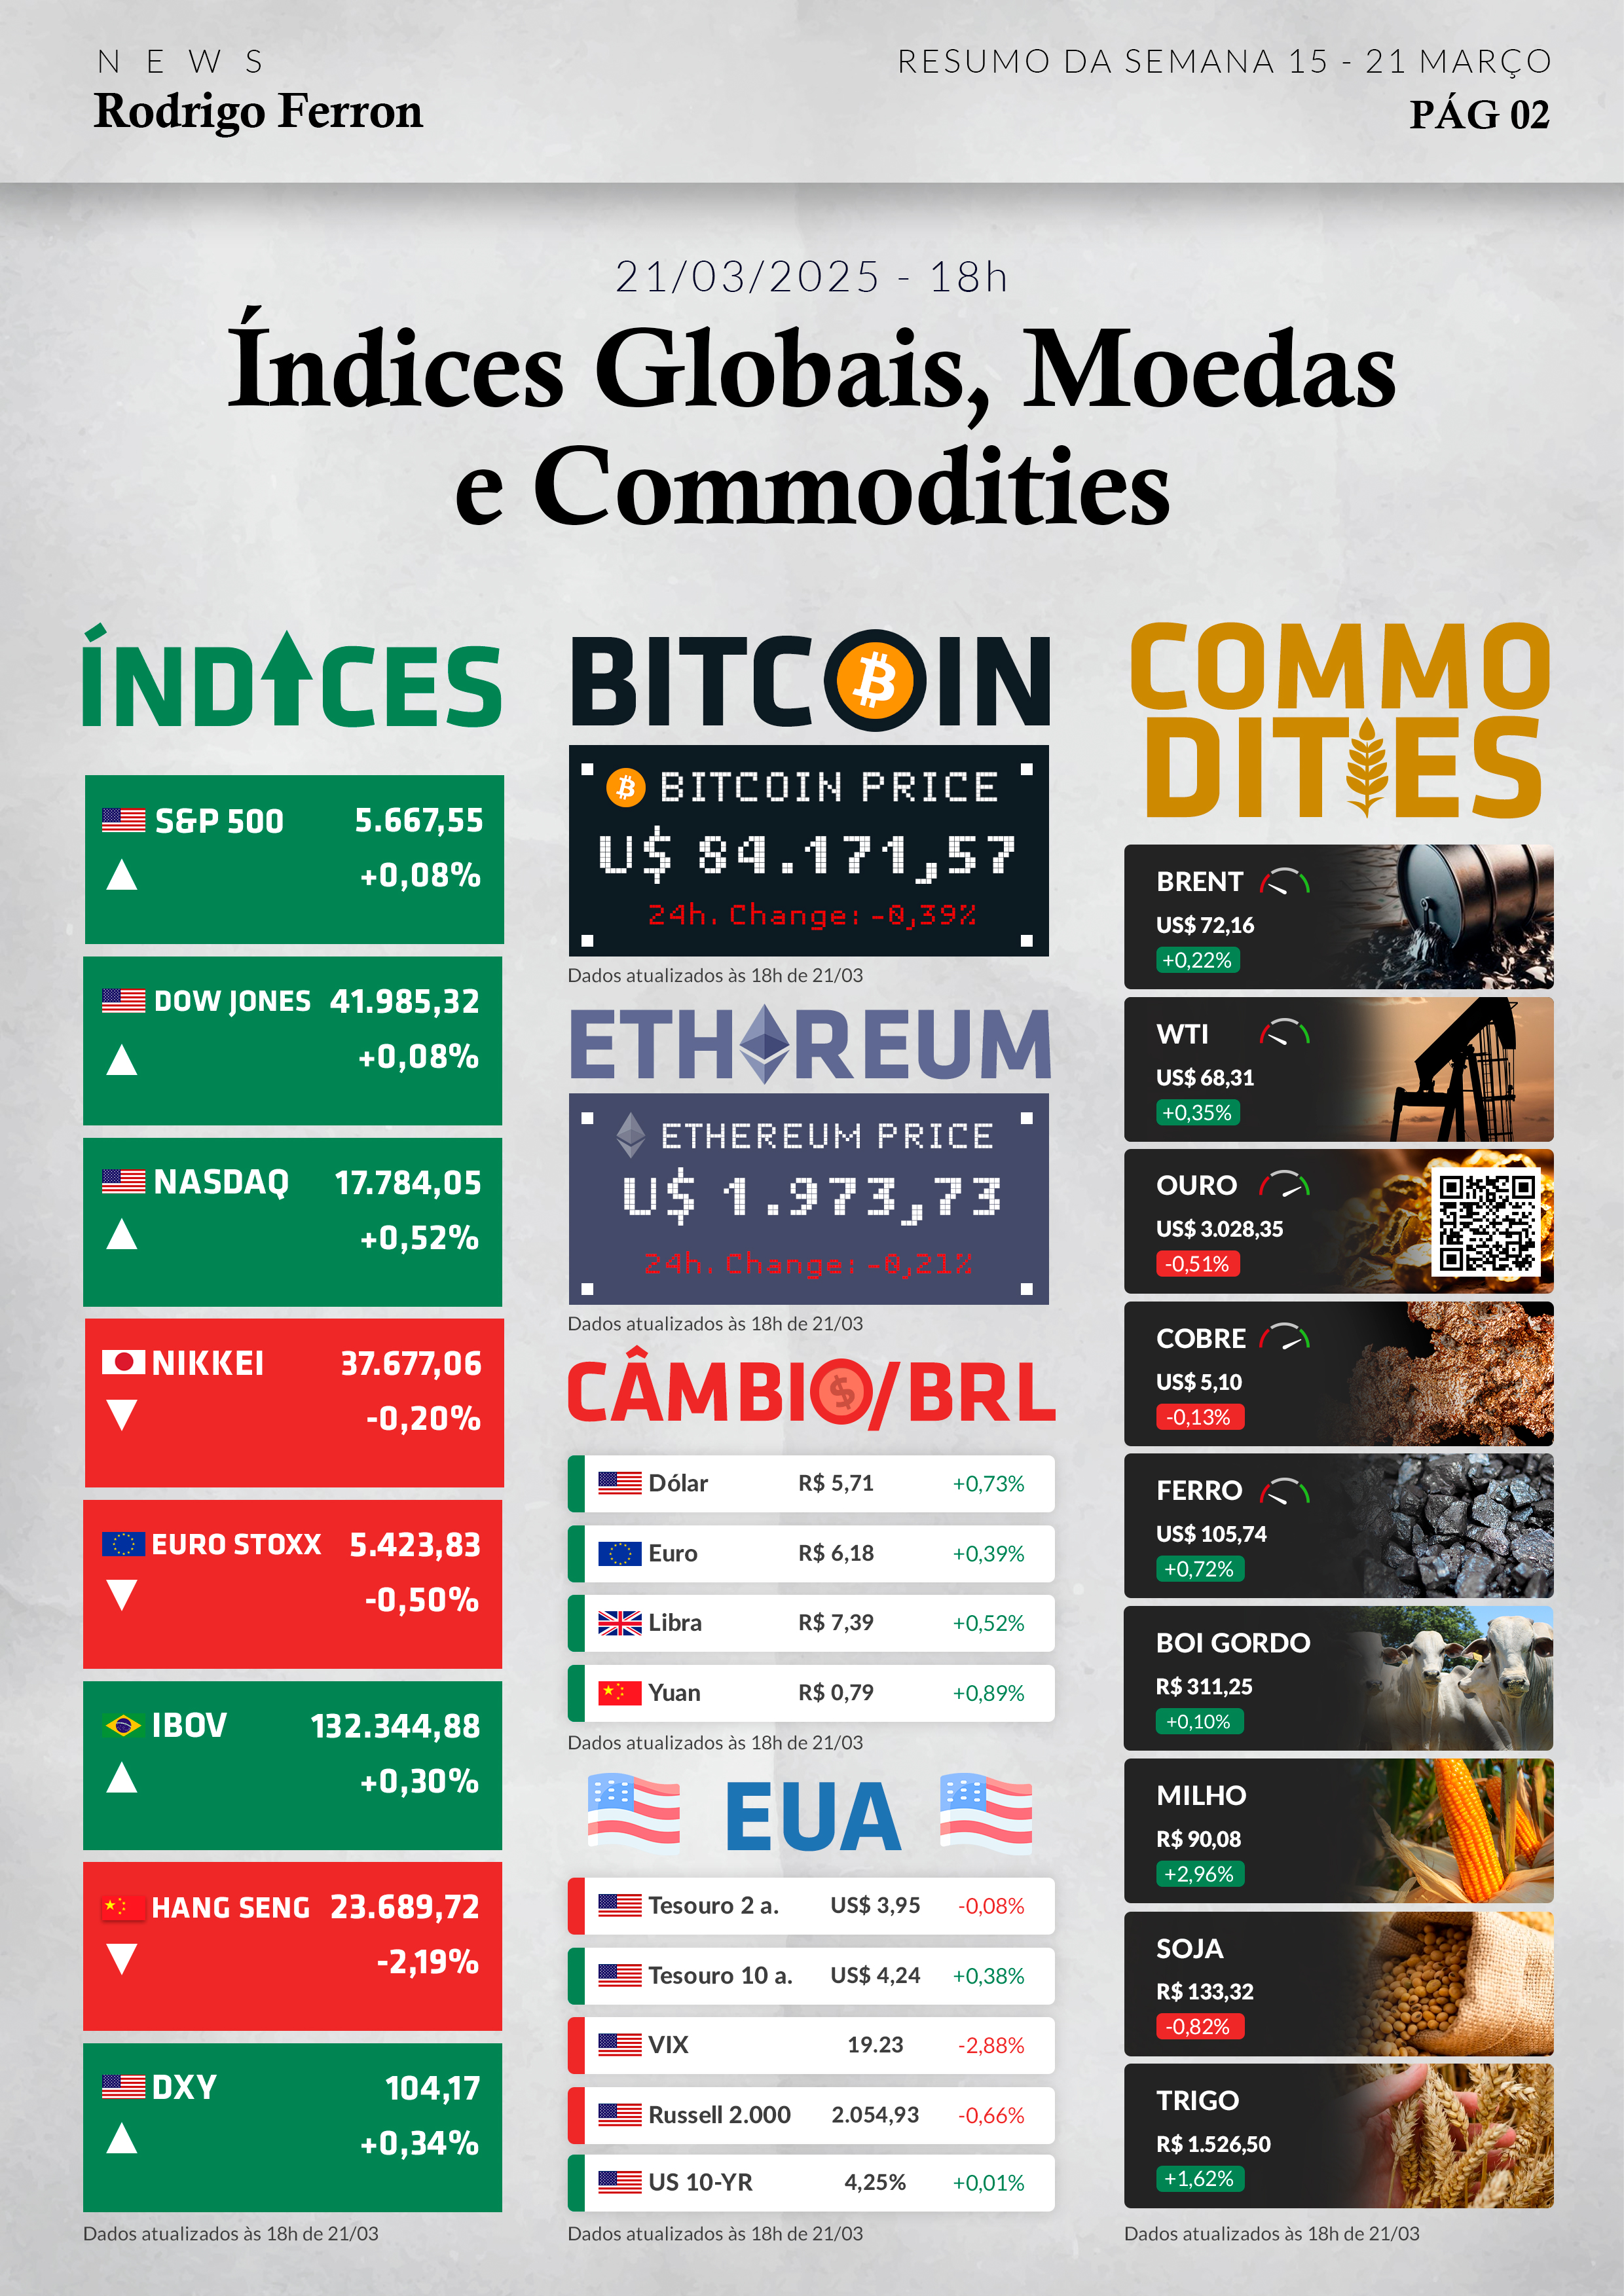 NEWS
Rodrigo Ferron
RESUMO DA SEMANA 15 - 21 MARÇO
PÁG 02
21/03/2025 - 18h
Índices Globais, Moedas
e Commodities
ÍNDICES
S&P 500 5.667,55
+0,08%
DOW JONES 41.985,32
+0,08%
NASDAQ 17.784,05
+0,52%
NIKKEI 37.677,06
-0,20%
EURO STOXX 5.423,83
-0,50%
IBOV 132.344,88
+0,30%
HANG SENG 23.689,72
-2,19%
DXY 104,17
+0,34%
Dados atualizados às 18h de 21/03
BITCOIN
BITCOIN PRICE
U$ 84.171,57
24h. Change: -0,39%
Dados atualizados às 18h de 21/03
ETHEREUM
ETHEREUM PRICE
U$ 1.973,73
24h. Change: -0,21%
Dados atualizados às 18h de 21/03
CÂMBIO/BRL
Dólar R$ 5,71 +0,73%
Euro R$ 6,18 +0,39%
Libra R$ 7,39 +0,52%
Yuan R$ 0,79 +0,89%
Dados atualizados às 18h de 21/03
EUA
Tesouro 2 a. US$ 3,95 -0,08%
Tesouro 10 a. US$ 4,24 +0,38%
VIX 19.23 -2,88%
Russell 2.000 2.054,93 -0,66%
US 10-YR 4,25% +0,01%
Dados atualizados às 18h de 21/03
COMMO
DITIES
BRENT
US$ 72,16
+0,22%
WTI
US$ 68,31
+0,35%
OURO
US$ 3.028,35
-0,51%
COBRE
US$ 5,10
-0,13%
FERRO
US$ 105,74
+0,72%
BOI GORDO
R$ 311,25
+0,10%
MILHO
R$ 90,08
+2,96%
SOJA
R$ 133,32
-0,82%
TRIGO
R$ 1.526,50
+1,62%
Dados atualizados às 18h de 21/03